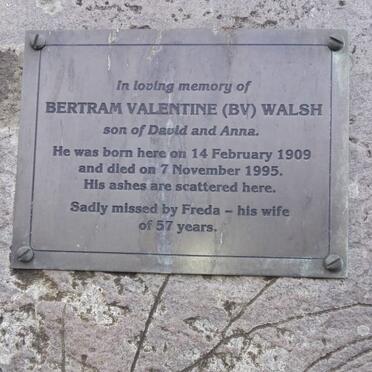 In loving memory of
BERTRAM VALENTINE (BV) WALSH
son of David and Anna.
He was born here on 14 February 1909
and died on 7 November 1995.
His ashes are scattered here.
Sadly missed by Freda – his wife
of 57 years.